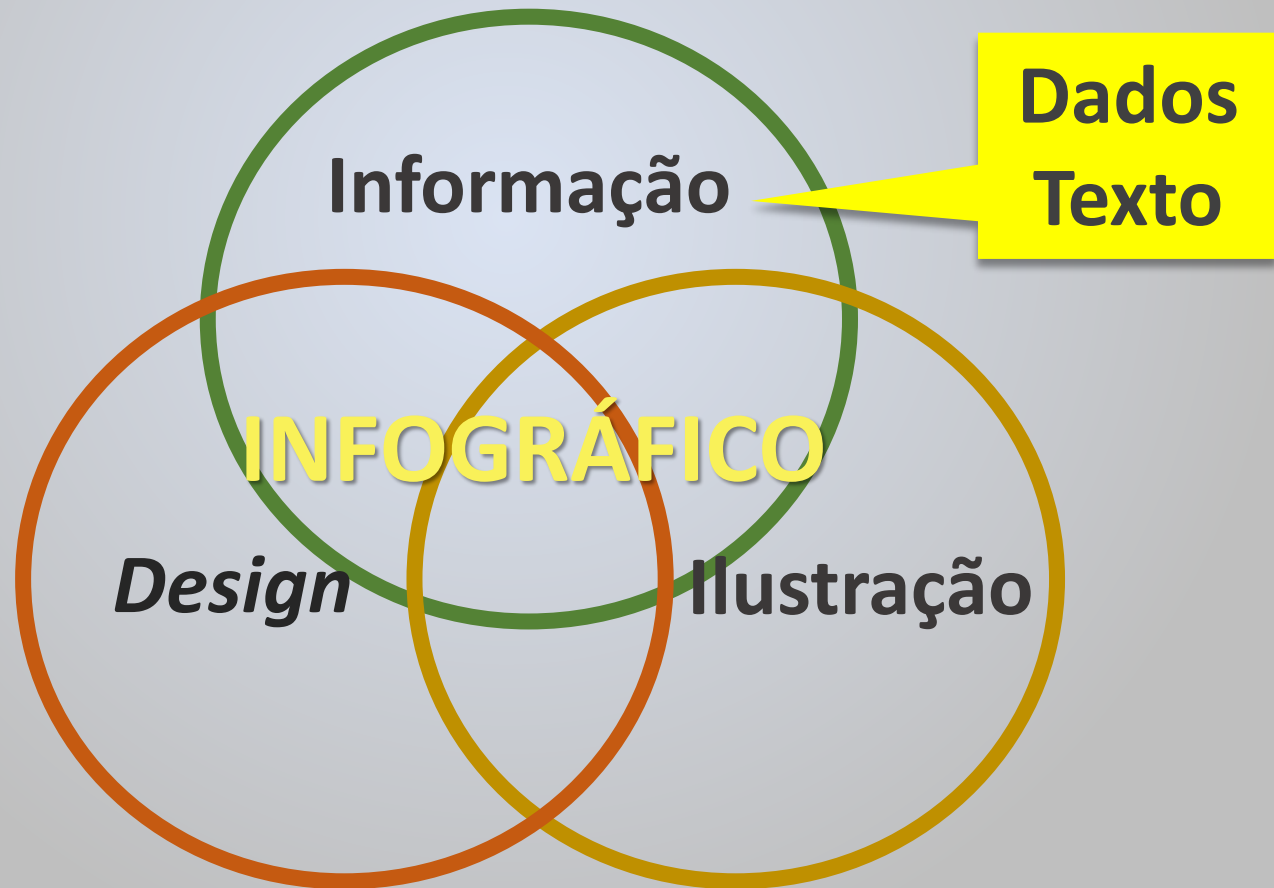 Dados
Texto
Informação
INFOGRÁFICO
Design
Ilustração